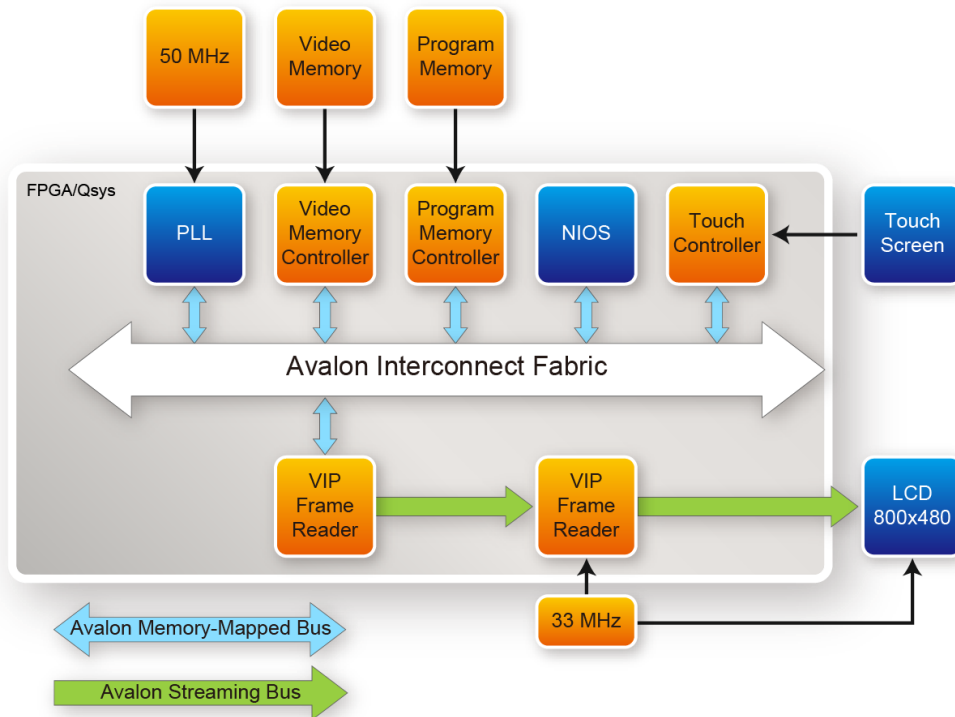 50 MHz
Video
Memory
Program
Memory
FPGA/Qsys
PLL
Video
Memory
Controller
Program
Memory
Controller
NIOS
Touch
Controller
Touch
Screen
Avalon Interconnect Fabric
VIP
Frame
Reader
VIP
Frame
Reader
LCD
800x480
33 MHz
Avalon Memory-Mapped Bus
Avalon Streaming Bus